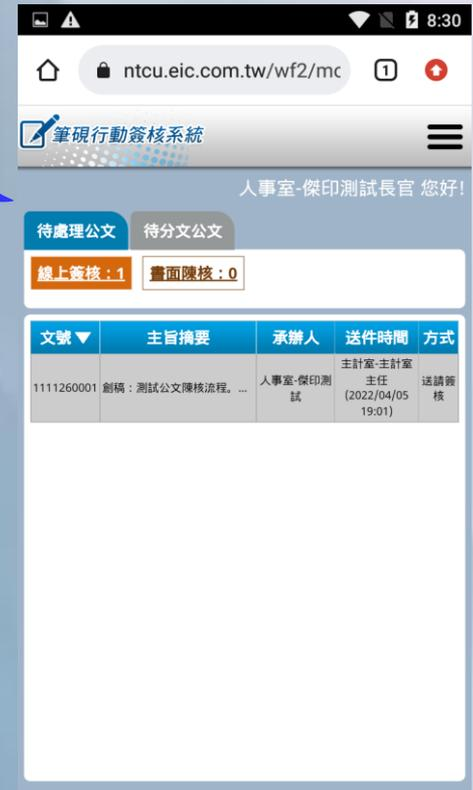 8:30
ntcu.eic.com.tw/wf2/mc
1
筆硯行動簽核系統
人事室-傑印測試長官 您好!
待處理公文 待分文公文
線上簽核：1 書面陳核：0
文號▼ 主旨摘要 承辦人 送件時間 方式
1111260001 創稿：測試公文陳核流程。... 人事室-傑印測試 主計室-主計室主任 (2022/04/05 19:01) 送請簽核